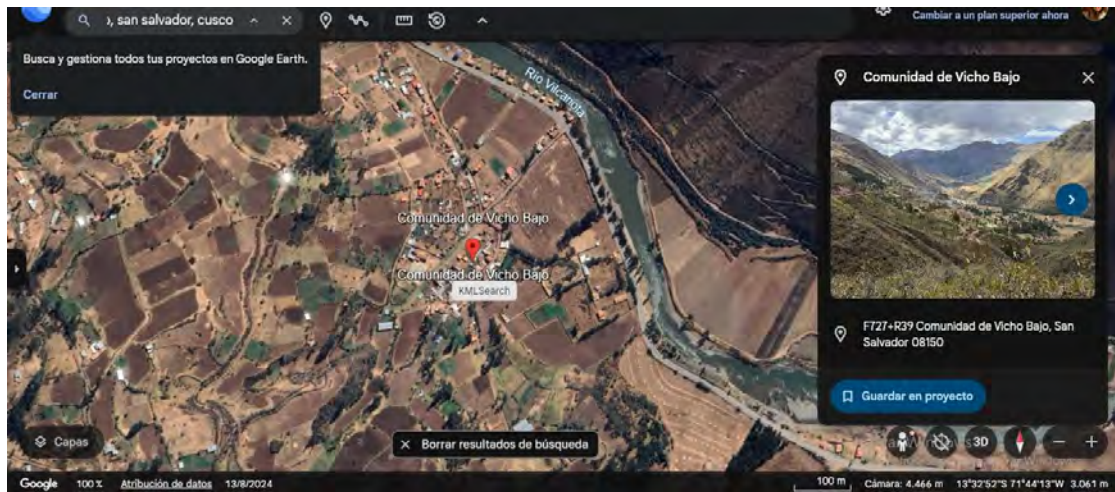 ), san salvador, cusco
Cambiar a un plan superior ahora
Busca y gestiona todos tus proyectos en Google Earth.
Cerrar
Río Vilcanota
Comunidad de Vicho Bajo
Comunidad de Vicho Bajo
KMLSearch
Comunidad de Vicho Bajo
F727+R39 Comunidad de Vicho Bajo, San
Salvador 08150
Guardar en proyecto
Capas
Borrar resultados de búsqueda
3D
Google 100 % Atribución de datos 13/8/2024 100 m Cámara: 4.466 m 13°32'52"S 71°44'13"W 3.061 m